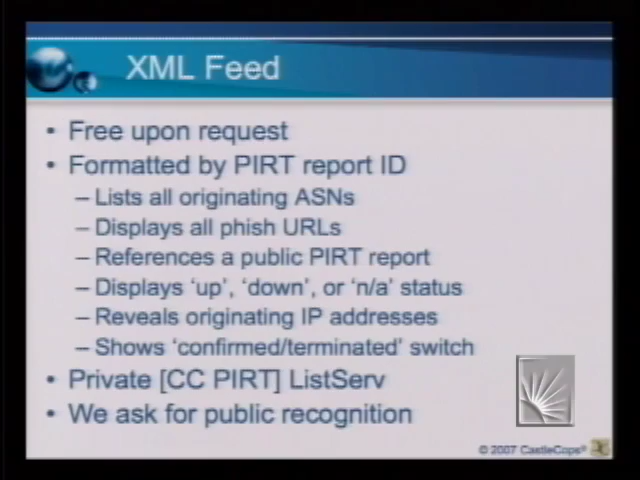 XML Feed
• Free upon request
• Formatted by PIRT report ID
– Lists all originating ASNs
– Displays all phish URLs
– References a public PIRT report
– Displays ‘up’, ‘down’, or ‘n/a’ status
– Reveals originating IP addresses
– Shows ‘confirmed/terminated’ switch
• Private [CC PIRT] ListServ
• We ask for public recognition
© 2007 CastleCops®